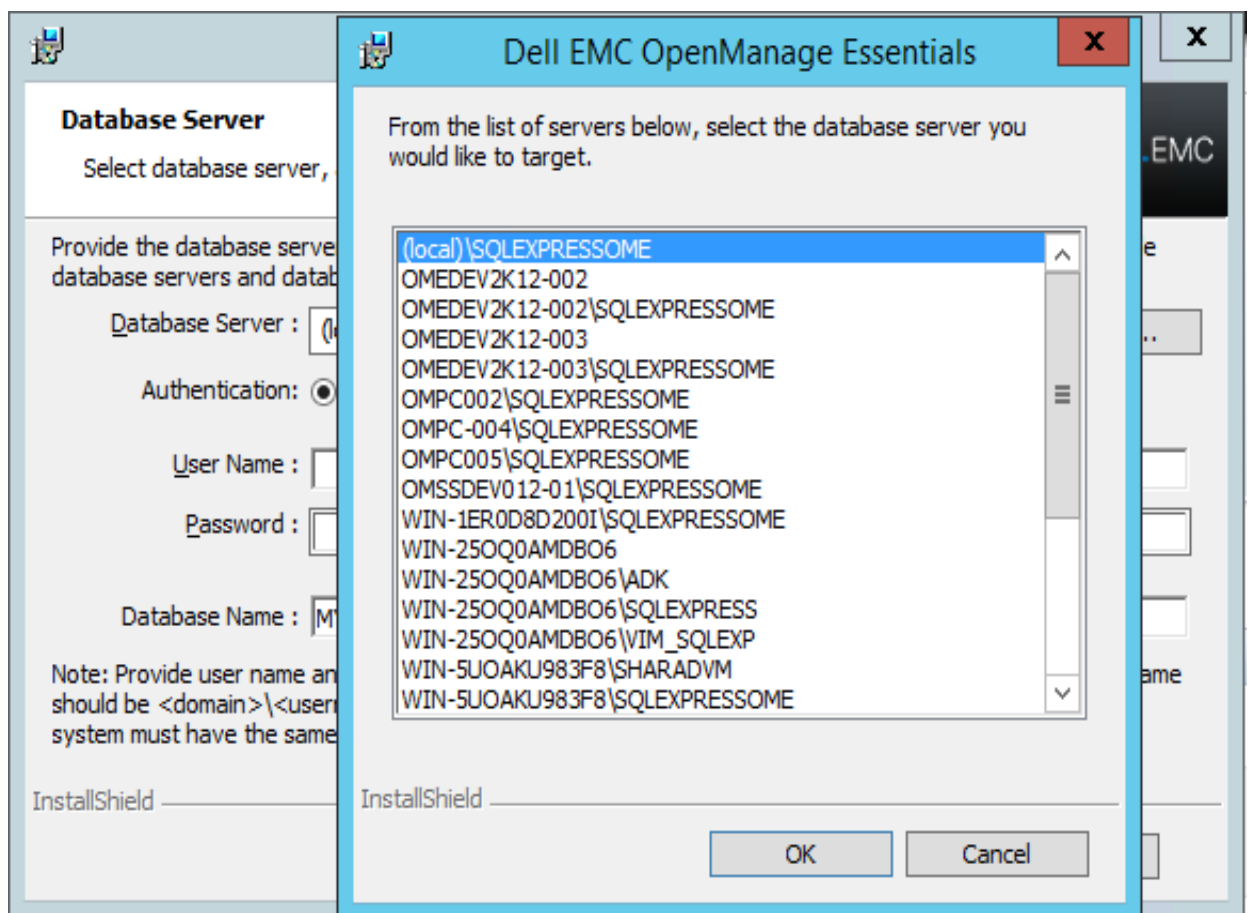 Dell EMC OpenManage Essentials
X
X
Database Server
Select database server,
EMC
From the list of servers below, select the database server you
would like to target.
Provide the database serve
e
database servers and datab
Database Server :
..
Authentication:
User Name :
Password :
Database Name : MY
Note: Provide user name an
ame
should be <domain>\<usern
system must have the same
InstallShield
(local)\SQLEXPRESSOME
OMEDEV2K12-002
OMEDEV2K12-002\SQLEXPRESSOME
OMEDEV2K12-003
OMEDEV2K12-003\SQLEXPRESSOME
OMPC002\SQLEXPRESSOME
OMPC-004\SQLEXPRESSOME
OMPC005\SQLEXPRESSOME
OMSSDEV012-01\SQLEXPRESSOME
WIN-1ER0D8D200I\SQLEXPRESSOME
WIN-25OQ0AMDBO6
WIN-25OQ0AMDBO6\ADK
WIN-25OQ0AMDBO6\SQLEXPRESS
WIN-25OQ0AMDBO6\VIM_SQLEXP
WIN-5UOAKU983F8\SHARADVM
WIN-5UOAKU983F8\SQLEXPRESSOME
InstallShield
OK
Cancel